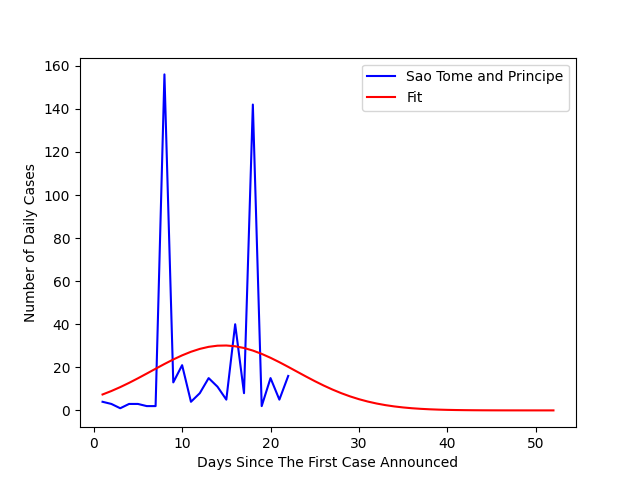 Sao Tome and Principe
Fit
160
140
120
100
80
60
40
20
0
Number of Daily Cases
0 10 20 30 40 50
Days Since The First Case Announced